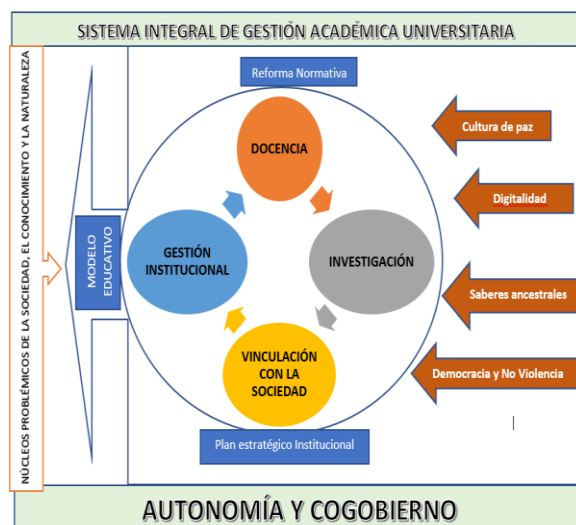 SISTEMA INTEGRAL DE GESTIÓN ACADÉMICA UNIVERSITARIA
NÚCLEOS PROBLÉMICOS DE LA SOCIEDAD, EL CONOCIMIENTO Y LA NATURALEZA
MODELO
EDUCATIVO
Reforma Normativa
DOCENCIA
GESTIÓN
INSTITUCIONAL
INVESTIGACIÓN
VINCULACIÓN
CON LA
SOCIEDAD
Plan estratégico Institucional
Cultura de paz
Digitalidad
Saberes ancestrales
Democracia y No Violencia
AUTONOMÍA Y COGOBIERNO